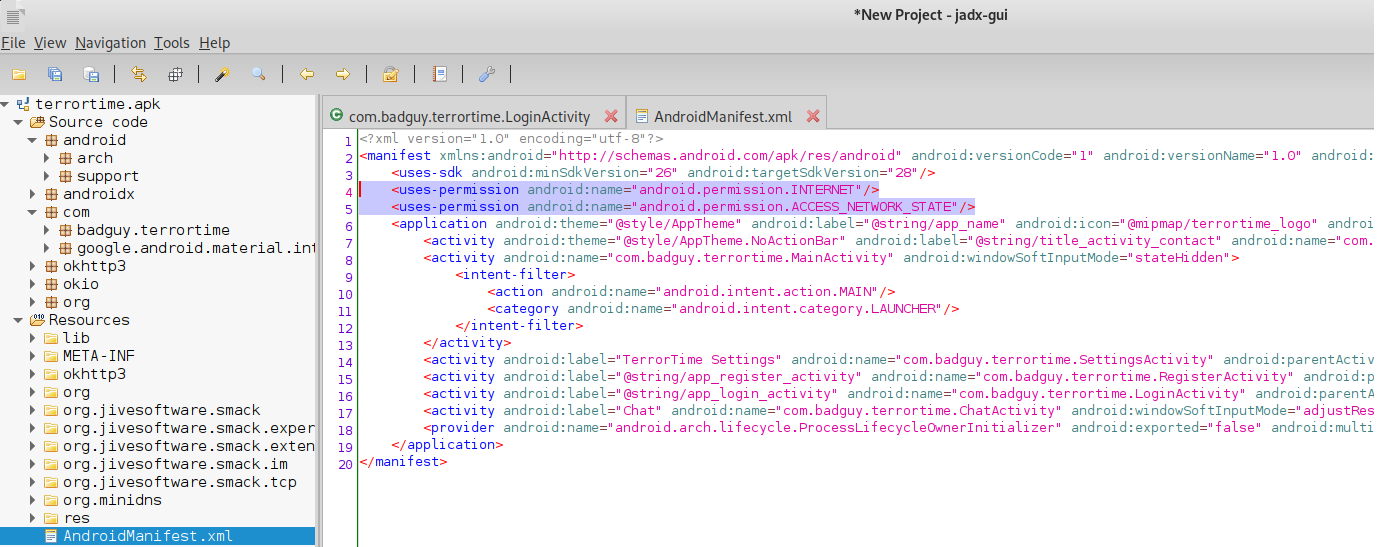 *New Project - jadx-gui
File View Navigation Tools Help
terrortime.apk
Source code
android
arch
support
androidx
com
badguy.terrortime
google.android.material.int
okhttp3
okio
org
Resources
lib
META-INF
okhttp3
org
org.jivesoftware.smack
org.jivesoftware.smack.exper
org.jivesoftware.smack.exten
org.jivesoftware.smack.im
org.jivesoftware.smack.tcp
org.minidns
res
AndroidManifest.xml
com.badguy.terrortime.LoginActivity AndroidManifest.xml
1 <?xml version="1.0" encoding="utf-8"?>
2 <manifest xmlns:android="http://schemas.android.com/apk/res/android" android:versionCode="1" android:versionName="1.0" android:
3 <uses-sdk android:minSdkVersion="26" android:targetSdkVersion="28"/>
4 <uses-permission android:name="android.permission.INTERNET"/>
5 <uses-permission android:name="android.permission.ACCESS_NETWORK_STATE"/>
6 <application android:theme="@style/AppTheme" android:label="@string/app_name" android:icon="@mipmap/terrortime_logo" android:
7 <activity android:theme="@style/AppTheme.NoActionBar" android:label="@string/title_activity_contact" android:name="com.
8 <activity android:name="com.badguy.terrortime.MainActivity" android:windowSoftInputMode="stateHidden">
9 <intent-filter>
10 <action android:name="android.intent.action.MAIN"/>
11 <category android:name="android.intent.category.LAUNCHER"/>
12 </intent-filter>
13 </activity>
14 <activity android:label="TerrorTime Settings" android:name="com.badguy.terrortime.SettingsActivity" android:parentActiv
15 <activity android:label="@string/app_register_activity" android:name="com.badguy.terrortime.RegisterActivity" android:p
16 <activity android:label="@string/app_login_activity" android:name="com.badguy.terrortime.LoginActivity" android:parentA
17 <activity android:label="Chat" android:name="com.badguy.terrortime.ChatActivity" android:windowSoftInputMode="adjustRes
18 <provider android:name="android.arch.lifecycle.ProcessLifecycleOwnerInitializer" android:exported="false" android:multi
19 </application>
20 </manifest>